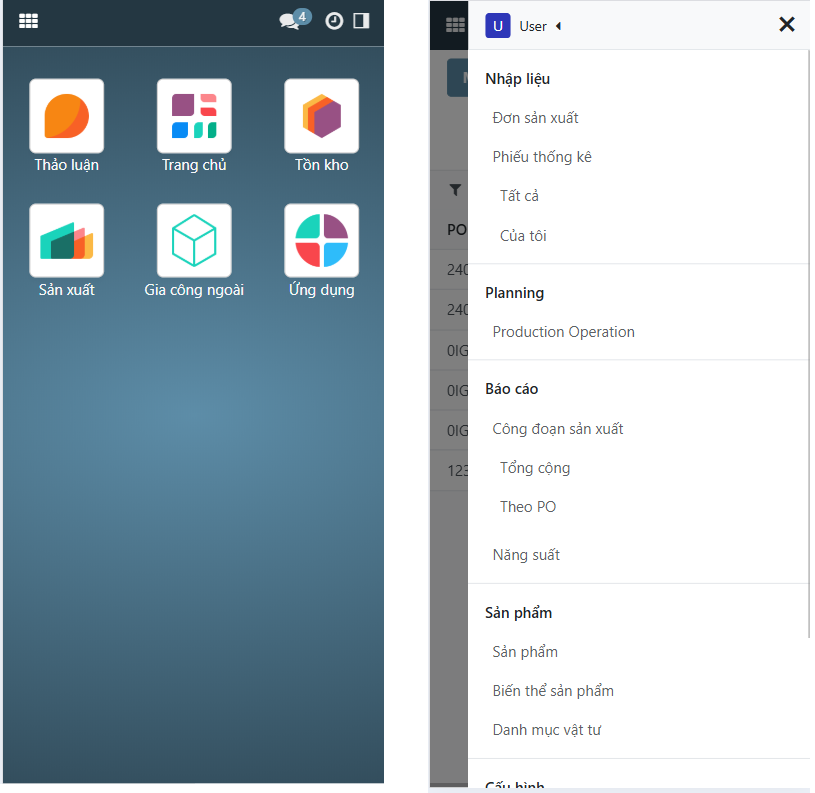 4
Thảo luận
Trang chủ
Tồn kho
Sản xuất
Gia công ngoài
Ứng dụng
U User
Nhập liệu
Đơn sản xuất
Phiếu thống kê
Tất cả
Của tôi
Planning
Production Operation
Báo cáo
Công đoạn sản xuất
Tổng cộng
Theo PO
Năng suất
Sản phẩm
Sản phẩm
Biến thể sản phẩm
Danh mục vật tư
Cấu hình
PO
240
240
0IG
0IG
0IG
123